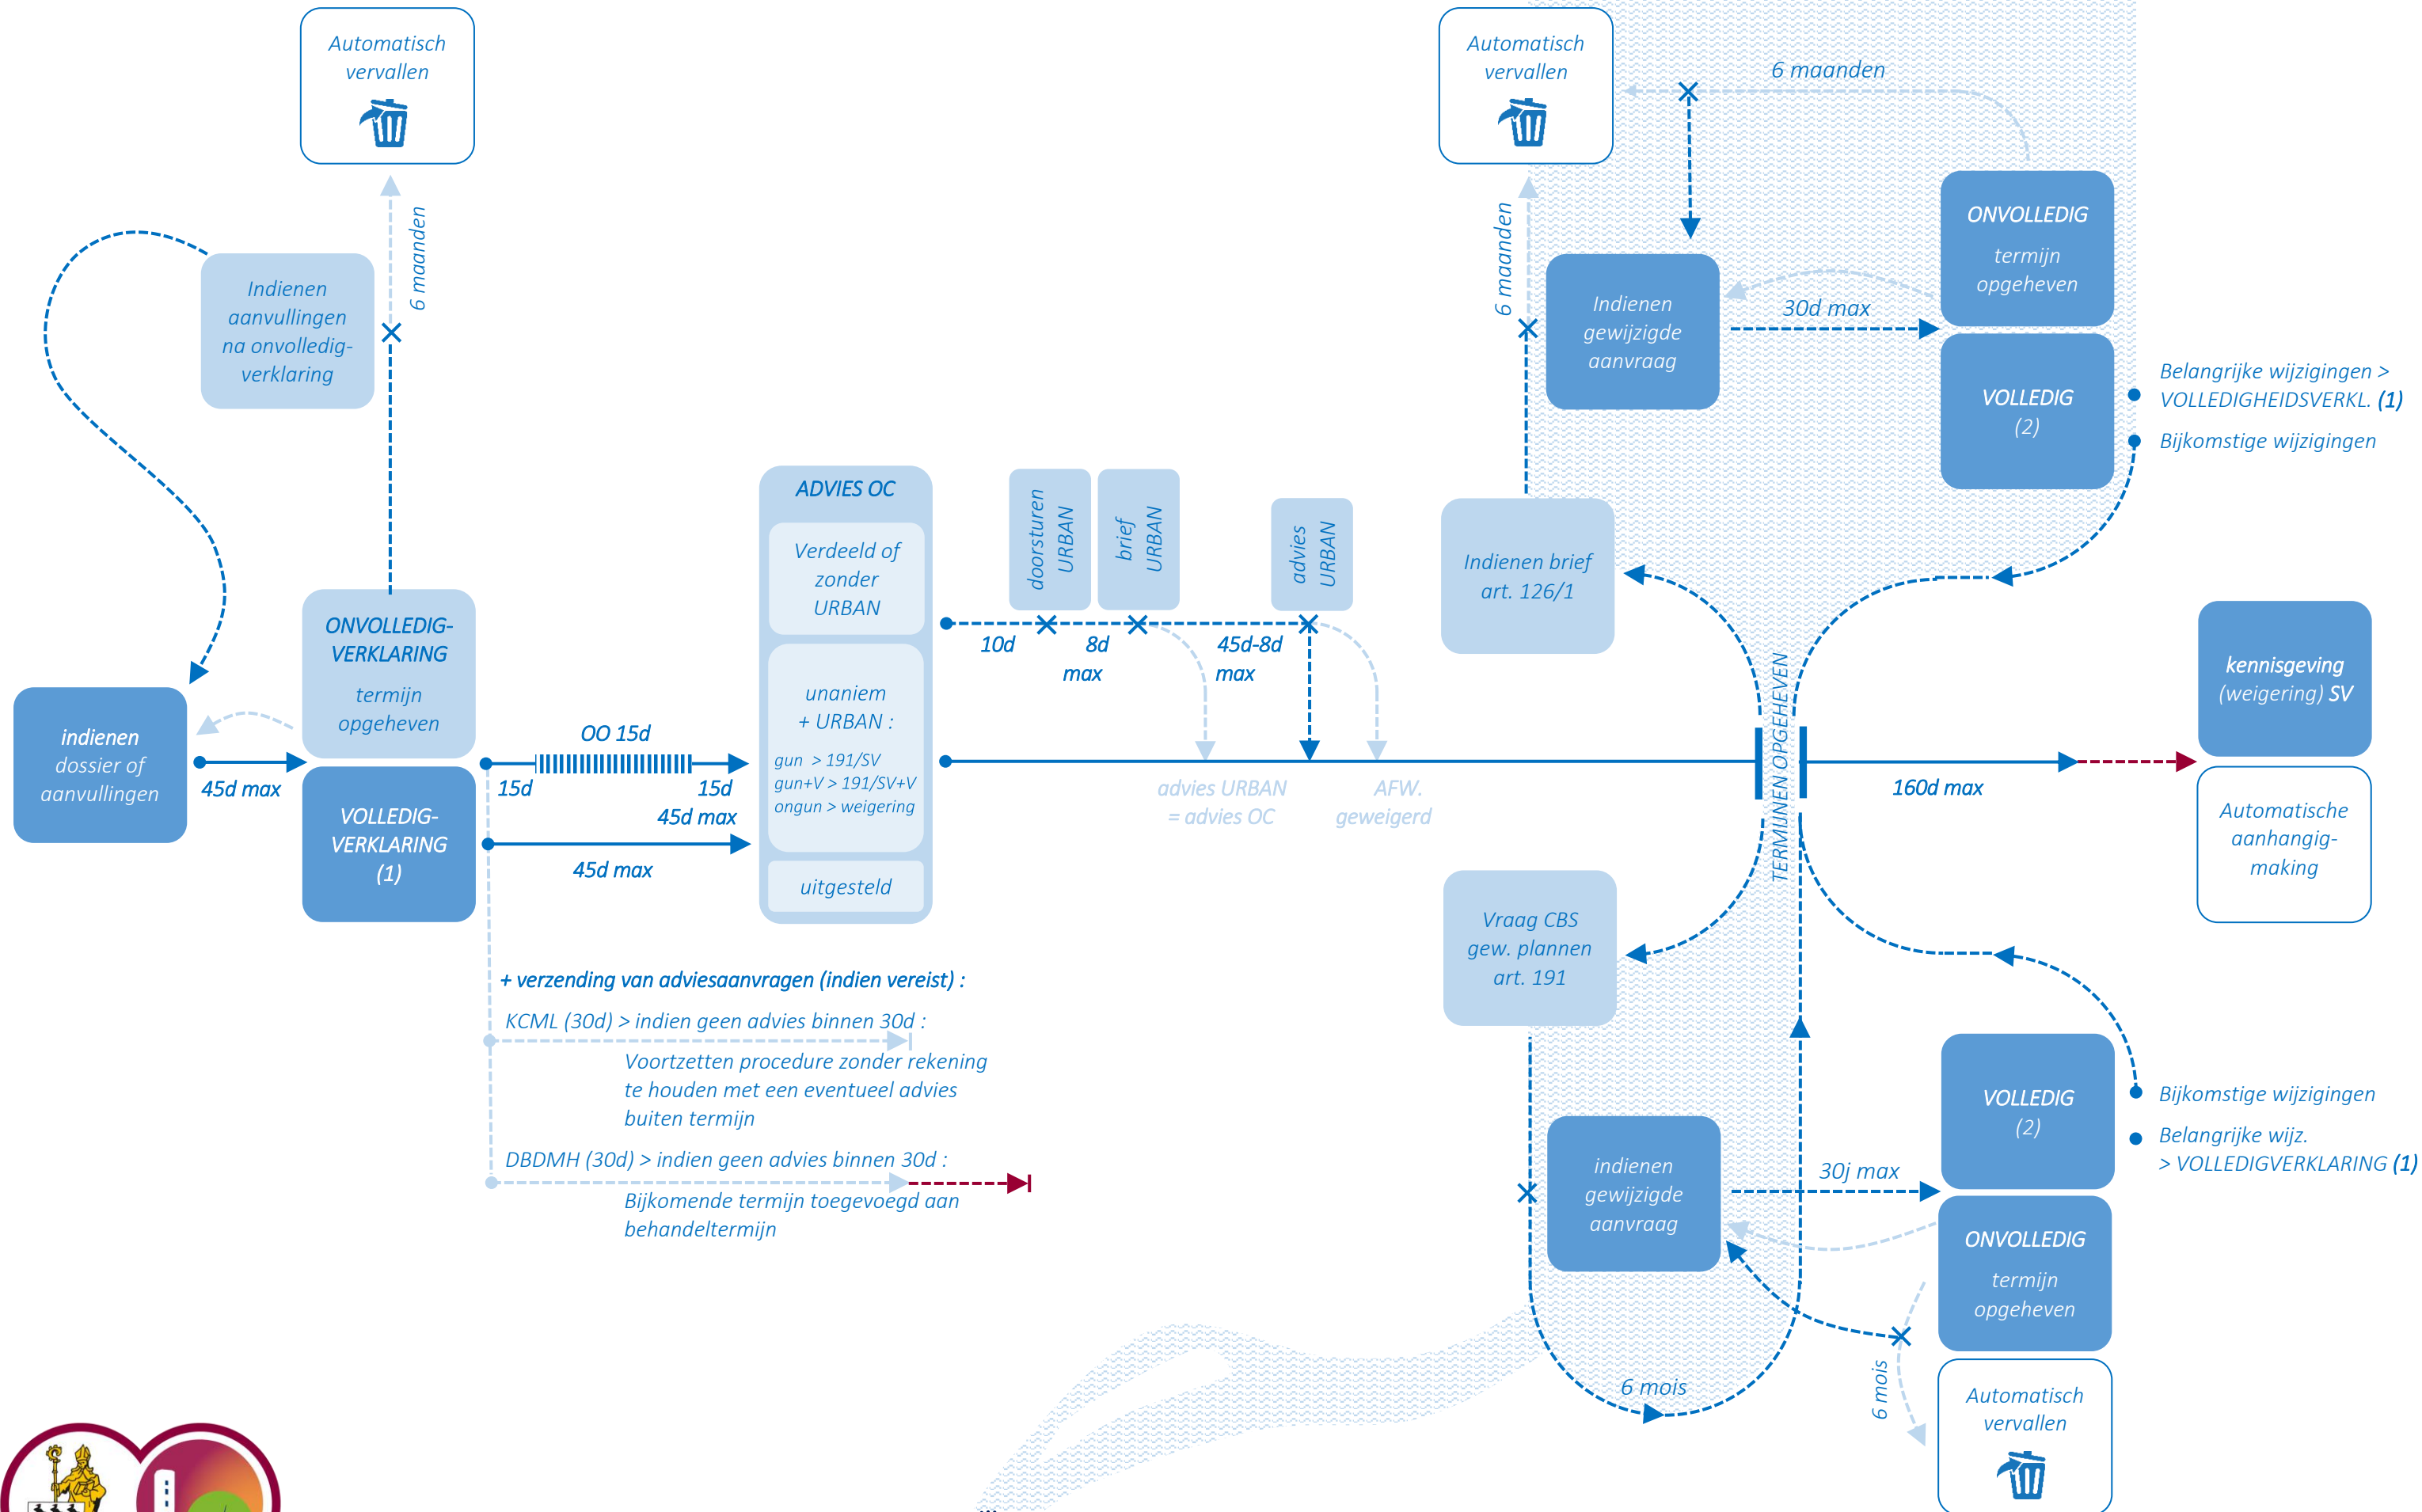 Automatisch
vervallen
6 maanden
Indienen
aanvullingen
na onvolledig-
verklaring
ONVOLLEDIG-
VERKLARING
termijn
opgeheven
indienen
dossier of
aanvullingen
45d max
VOLLEDIG-
VERKLARING
(1)
OO 15d
15d
15d
45d max
45d max
ADVIES OC
Verdeeld of
zonder
URBAN
unaniem
+ URBAN :
gun > 191/SV
gun+V > 191/SV+V
ongun > weigering
uitgesteld
doorsturen
URBAN
brief
URBAN
advies
URBAN
10d
8d
max
45d-8d
max
advies URBAN
= advies OC
AFW.
geweigerd
+ verzending van adviesaanvragen (indien vereist) :
KCML (30d) > indien geen advies binnen 30d :
Voortzetten procedure zonder rekening
te houden met een eventueel advies
buiten termijn
DBDMH (30d) > indien geen advies binnen 30d :
Bijkomende termijn toegevoegd aan
behandeltermijn
Automatisch
vervallen
6 maanden
6 maanden
Indienen
gewijzigde
aanvraag
30d max
ONVOLLEDIG
termijn
opgeheven
VOLLEDIG
(2)
Belangrijke wijzigingen >
VOLLEDIGHEIDSVERKL. (1)
Bijkomstige wijzigingen
Indienen brief
art. 126/1
TERMIJNEN OPGEHEVEN
160d max
kennisgeving
(weigering) SV
Automatische
aanhangig-
making
Vraag CBS
gew. plannen
art. 191
indienen
gewijzigde
aanvraag
30j max
VOLLEDIG
(2)
Bijkomstige wijzigingen
Belangrijke wijz.
> VOLLEDIGVERKLARING (1)
ONVOLLEDIG
termijn
opgeheven
6 mois
6 mois
Automatisch
vervallen